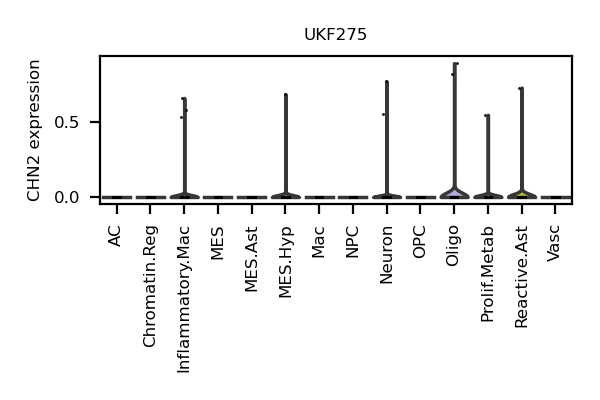 UKF275
CHN2 expression
0.5
0.0
AC
Chromatin.Reg
Inflammatory.Mac
MES
MES.Ast
MES.Hyp
Mac
NPC
Neuron
OPC
Oligo
Prolif.Metab
Reactive.Ast
Vasc